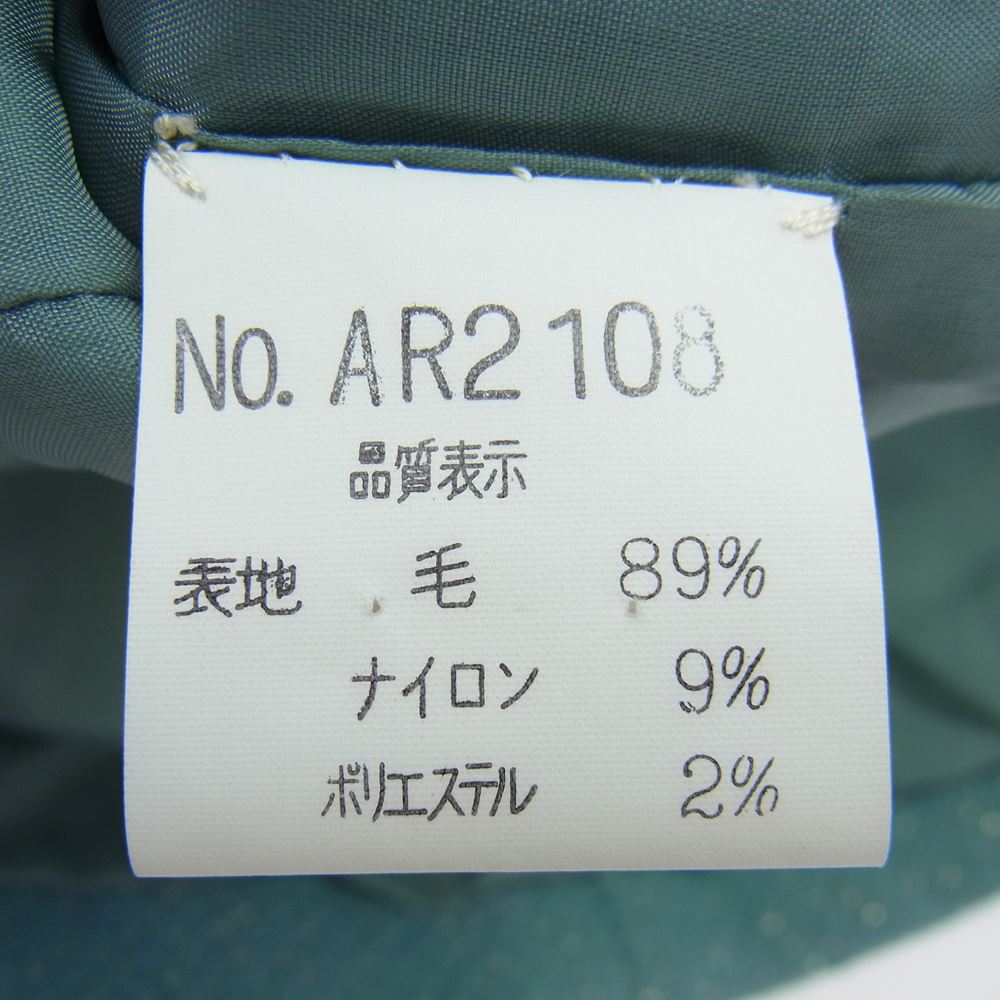 No. AR2108
品質表示
表地 毛 89%
ナイロン 9%
ポリエステル 2%